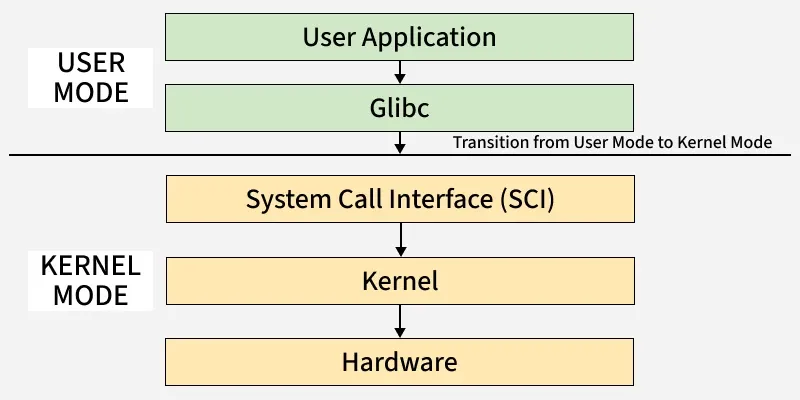 User Application
USER
MODE
Glibc
Transition from User Mode to Kernel Mode
System Call Interface (SCI)
KERNEL
MODE
Kernel
Hardware